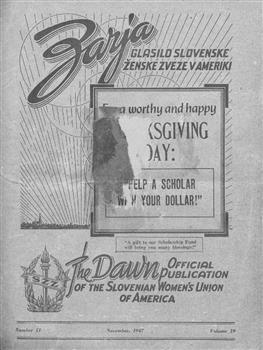 Zarja
GLASILO SLOVENSKE
ŽENSKE ZVEZE V AMERIKI
a worthy and happy
KSGIVING
DAY:
ELP A SCHOLAR
YOUR DOLLAR!"
"A gift to our Scholarship Fund
will bring you many blessings!"
The Dawn OFFICIAL
PUBLICATION
OF THE SLOVENIAN WOMEN'S UNION
OF AMERICA
Number 11 November, 1947 Volume 19